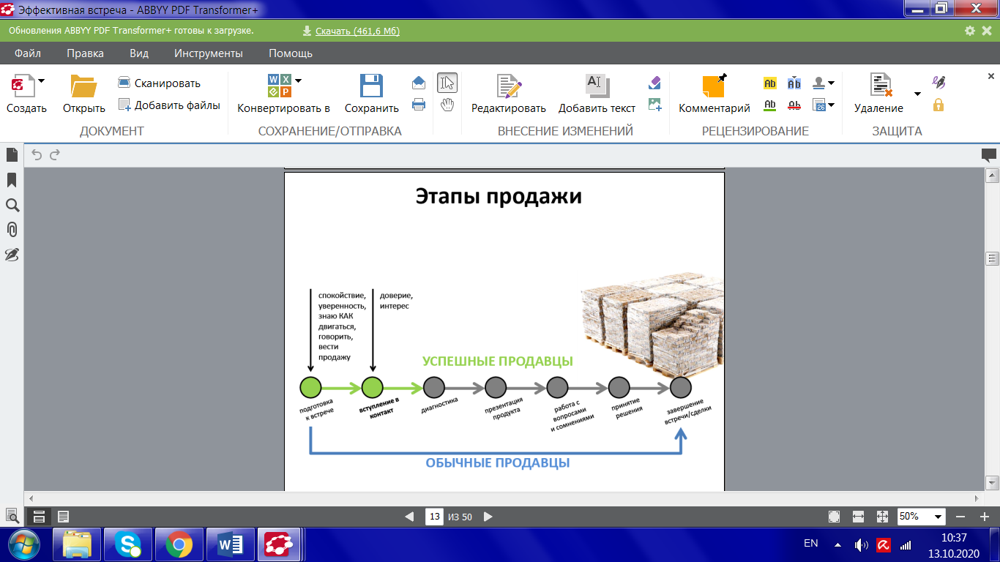 Эффективная встреча - ABBYY PDF Transformer+
Обновления ABBYY PDF Transformer+ готовы к загрузке.
Скачать (461,6 Мб)
Файл Правка Вид Инструменты Помощь
Создать
Открыть
Сканировать
Добавить файлы
ДОКУМЕНТ
W X P
Конвертировать в
Сохранить
СОХРАНЕНИЕ/ОТПРАВКА
Редактировать
Добавить текст
ВНЕСЕНИЕ ИЗМЕНЕНИЙ
Комментарий
Ab Ab
Ab Ab 26
РЕЦЕНЗИРОВАНИЕ
Удаление
ЗАЩИТА
Этапы продажи
спокойствие,
уверенность,
знаю КАК
двигаться,
говорить,
вести
продажу
доверие,
интерес
УСПЕШНЫЕ ПРОДАВЦЫ
подготовка
к встрече
вступление в
контакт
диагностика
презентация
продукта
работа с
вопросами
и сомнениями
принятие
решения
завершение
встречи/сделки
ОБЫЧНЫЕ ПРОДАВЦЫ
13 ИЗ 50
50%
EN
10:37
13.10.2020